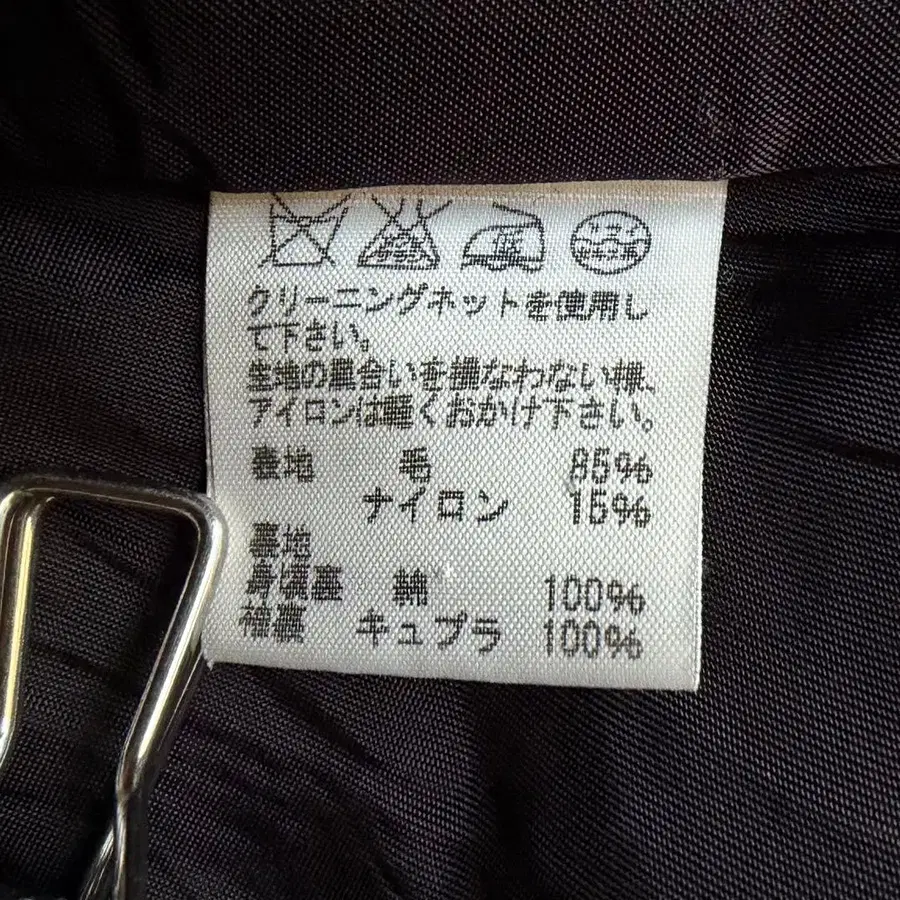 クリーニングネットを使用し
て下さい。
生地の風合いを損なわない様、
アイロンは軽くおかけ下さい。
表地 毛 85%
ナイロン 15%
裏地
身頃裏 綿 100%
袖裏 キュプラ 100%